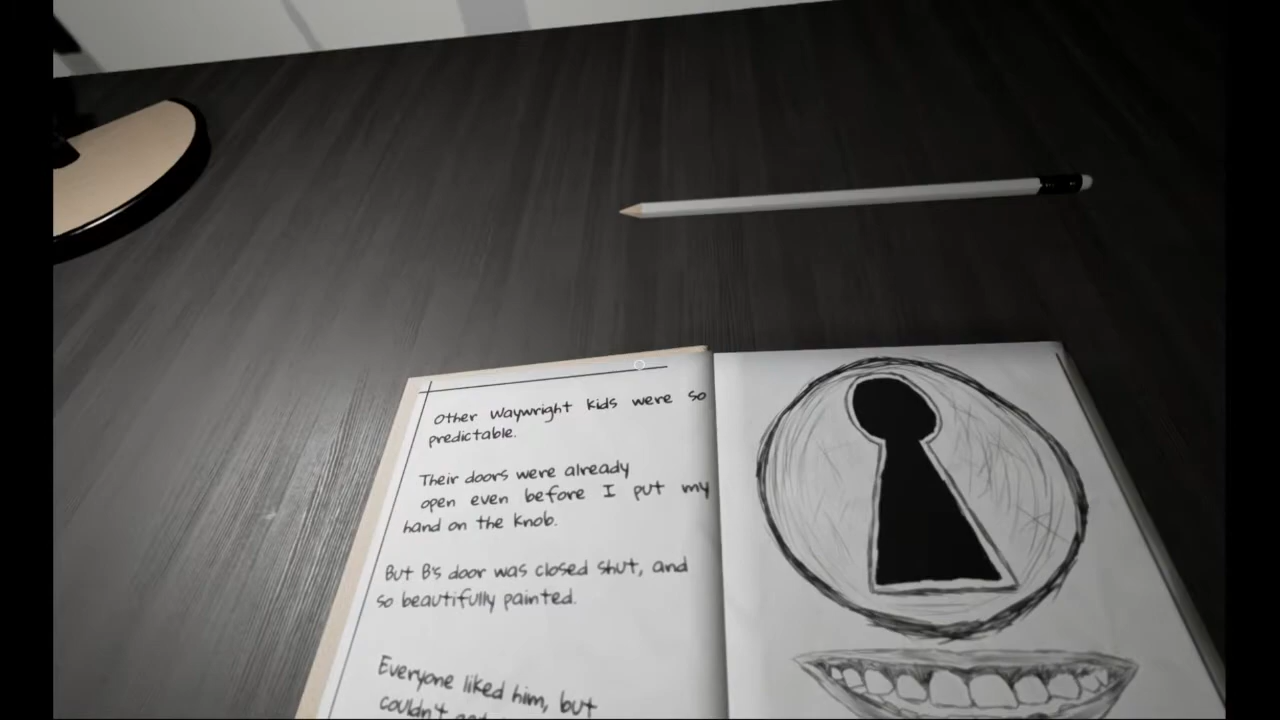 Other Waywright kids were so
predictable.
Their doors were already
open even before I put my
hand on the knob.
But B's door was closed shut, and
so beautifully painted.
Everyone liked him, but
couldn't